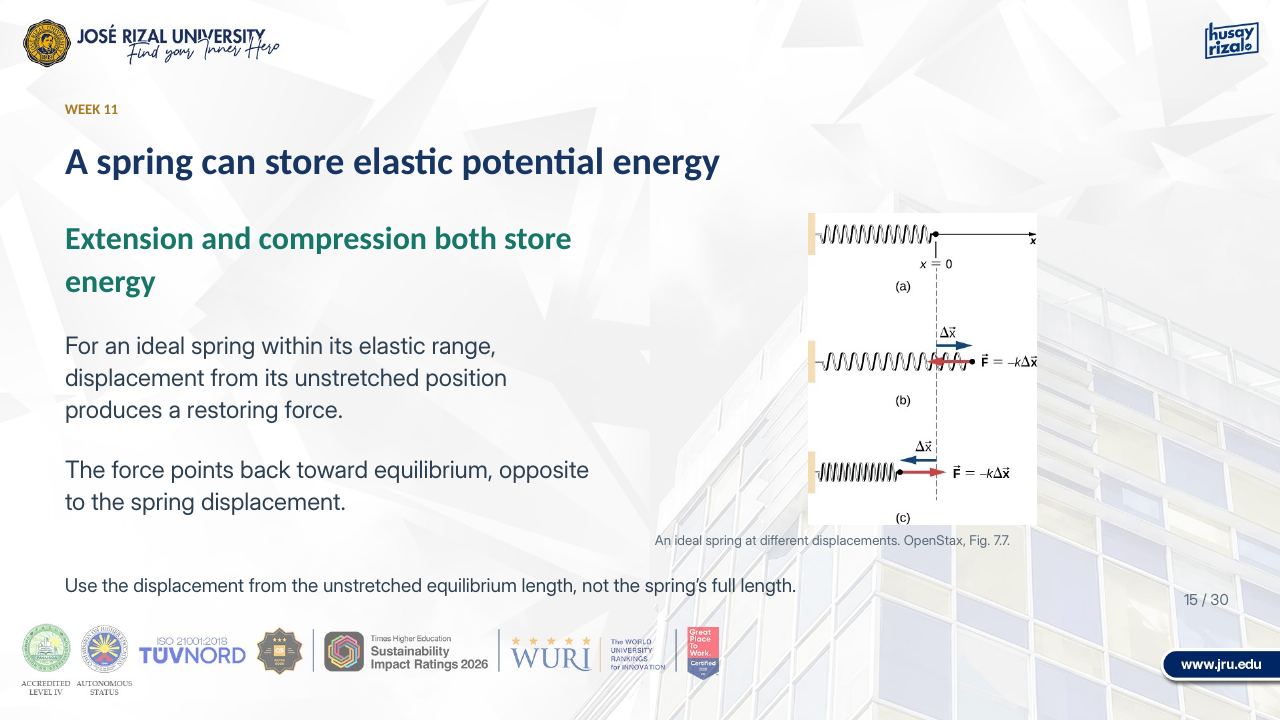 JOSÉ RIZAL UNIVERSITY
Find your Inner Hero
husay
rizal
WEEK 11
A spring can store elastic potential energy
Extension and compression both store
energy
For an ideal spring within its elastic range,
displacement from its unstretched position
produces a restoring force.
The force points back toward equilibrium, opposite
to the spring displacement.
x
x = 0
(a)
Δx⃗
F⃗ = –kΔx⃗
(b)
Δx⃗
F⃗ = –kΔx⃗
(c)
An ideal spring at different displacements. OpenStax, Fig. 7.7.
Use the displacement from the unstretched equilibrium length, not the spring’s full length.
15 / 30
ACCREDITED
LEVEL IV
AUTONOMOUS
STATUS
ISO 21001:2018
TÜVNORD
Times Higher Education
Sustainability
Impact Ratings 2026
WURI
The WORLD
UNIVERSITY
RANKINGS
for INNOVATION
Great
Place
To
Work.
Certified
www.jru.edu